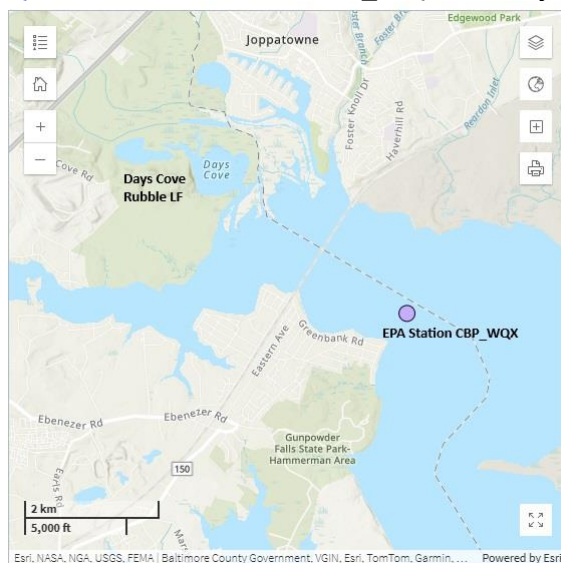 Edgewood Park
Joppatowne
Foster Branch
Foster Br
Foster Knoll Dr
Haverhill Rd
Reardon Inlet
Cove Rd
Days
Cove
Days Cove
Rubble LF
EPA Station CBP_WQX
Greenbank Rd
Eastern Ave
Ebenezer Rd
Ebenezer Rd
Earls Rd
Gunpowder
Falls State Park-
Hammerman Area
150
2 km
5,000 ft
Esri, NASA, NGA, USGS, FEMA | Baltimore County Government, VGIN, Esri, TomTom, Garmin, ...
Powered by Esri